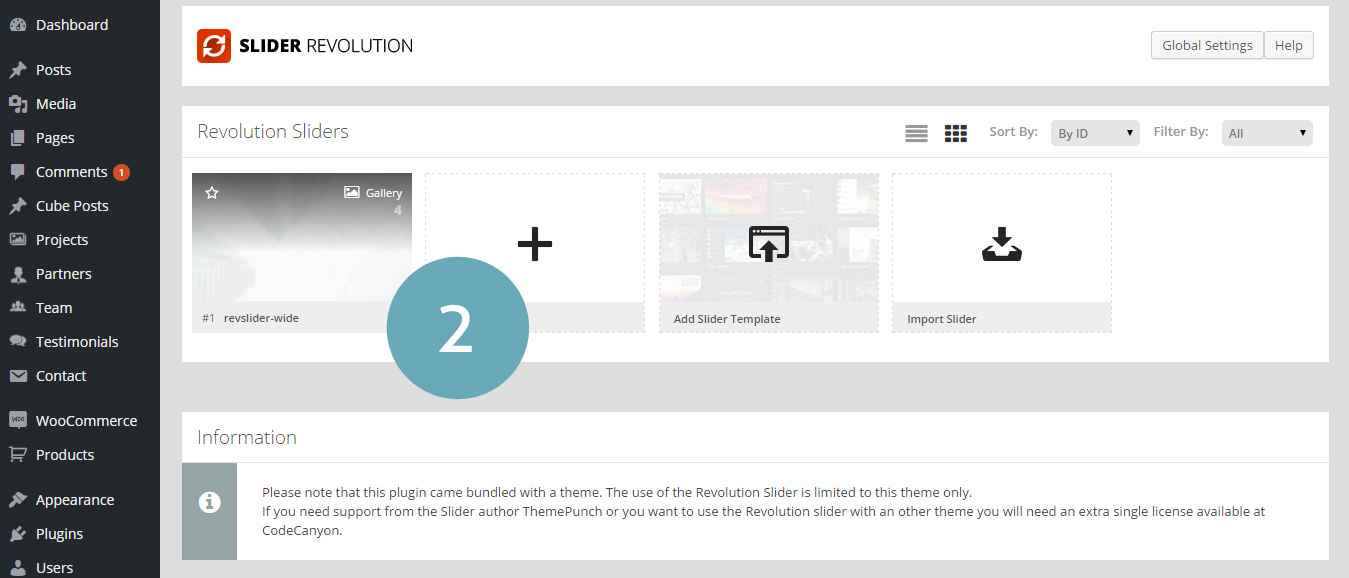 Dashboard
Posts
Media
Pages
Comments 1
Cube Posts
Projects
Partners
Team
Testimonials
Contact
WooCommerce
Products
Appearance
Plugins
Users
SLIDER REVOLUTION
Global Settings Help
Revolution Sliders
Sort By: By ID Filter By: All
Gallery
4
#1 revslider-wide
2
Add Slider Template
Import Slider
Information
Please note that this plugin came bundled with a theme. The use of the Revolution Slider is limited to this theme only.
If you need support from the Slider author ThemePunch or you want to use the Revolution slider with an other theme you will need an extra single license available at
CodeCanyon.